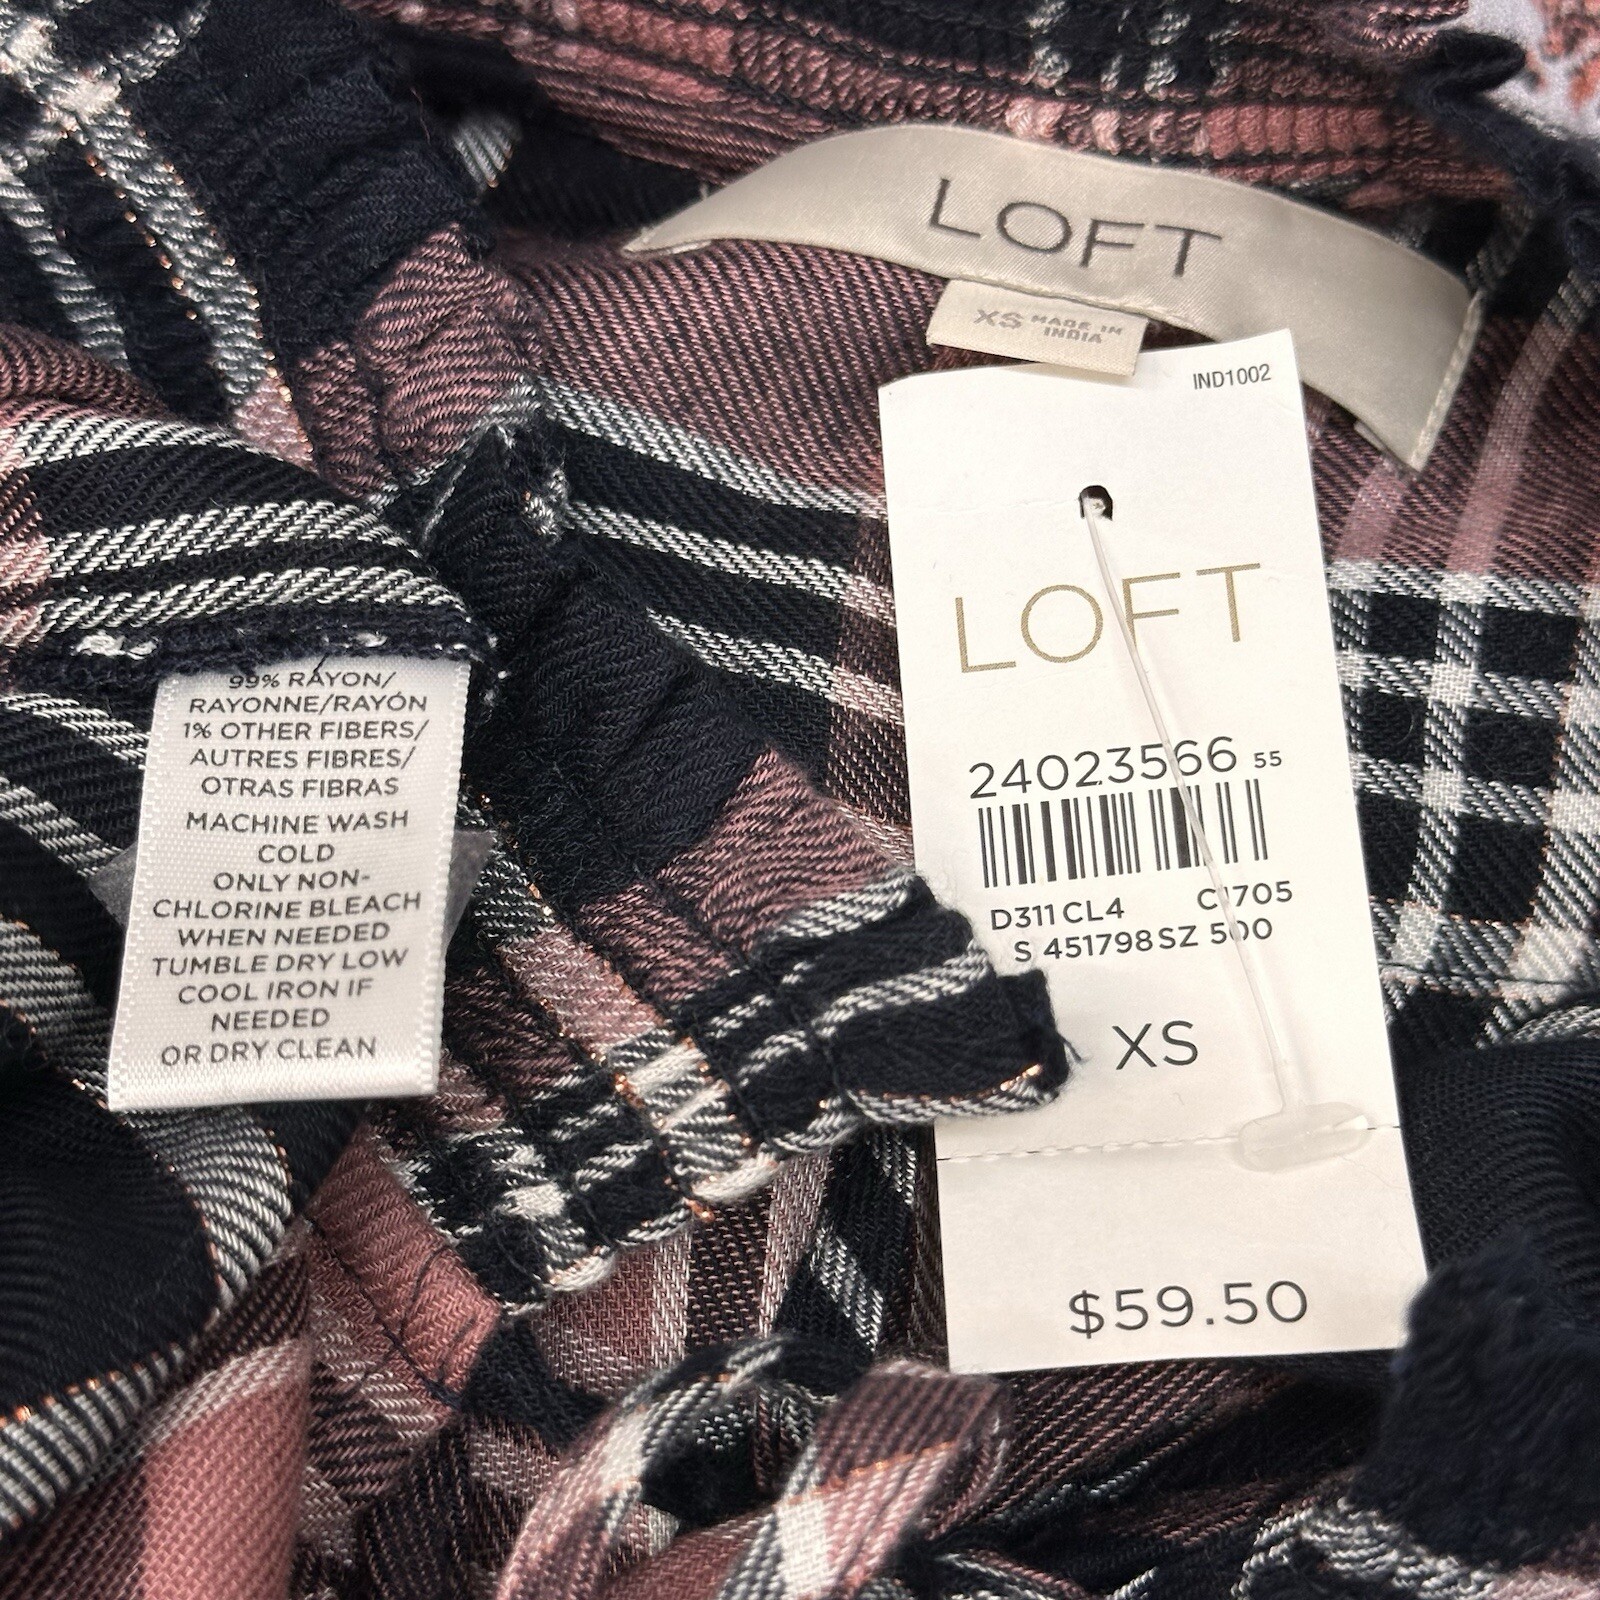 LOFT
XS MADE IN
INDIA
IND1002
LOFT
24023566 55
D311 CL4 C1705
S 451798 SZ 500
XS
$59.50
99% RAYON/
RAYONNE/RAYÓN
1% OTHER FIBERS/
AUTRES FIBRES/
OTRAS FIBRAS
MACHINE WASH
COLD
ONLY NON-
CHLORINE BLEACH
WHEN NEEDED
TUMBLE DRY LOW
COOL IRON IF
NEEDED
OR DRY CLEAN